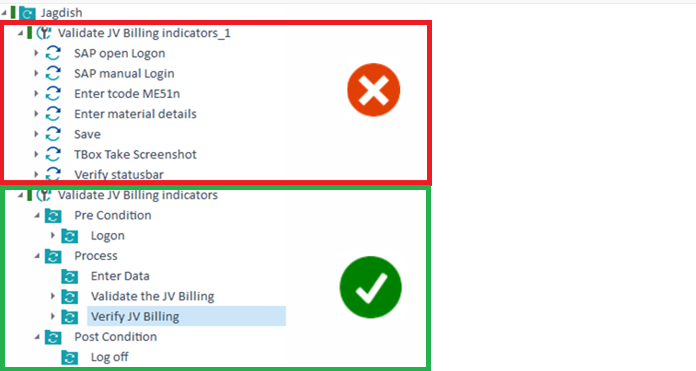 Jagdish
Validate JV Billing indicators_1
SAP open Logon
SAP manual Login
Enter tcode ME51n
Enter material details
Save
TBox Take Screenshot
Verify statusbar
Validate JV Billing indicators
Pre Condition
Logon
Process
Enter Data
Validate the JV Billing
Verify JV Billing
Post Condition
Log off